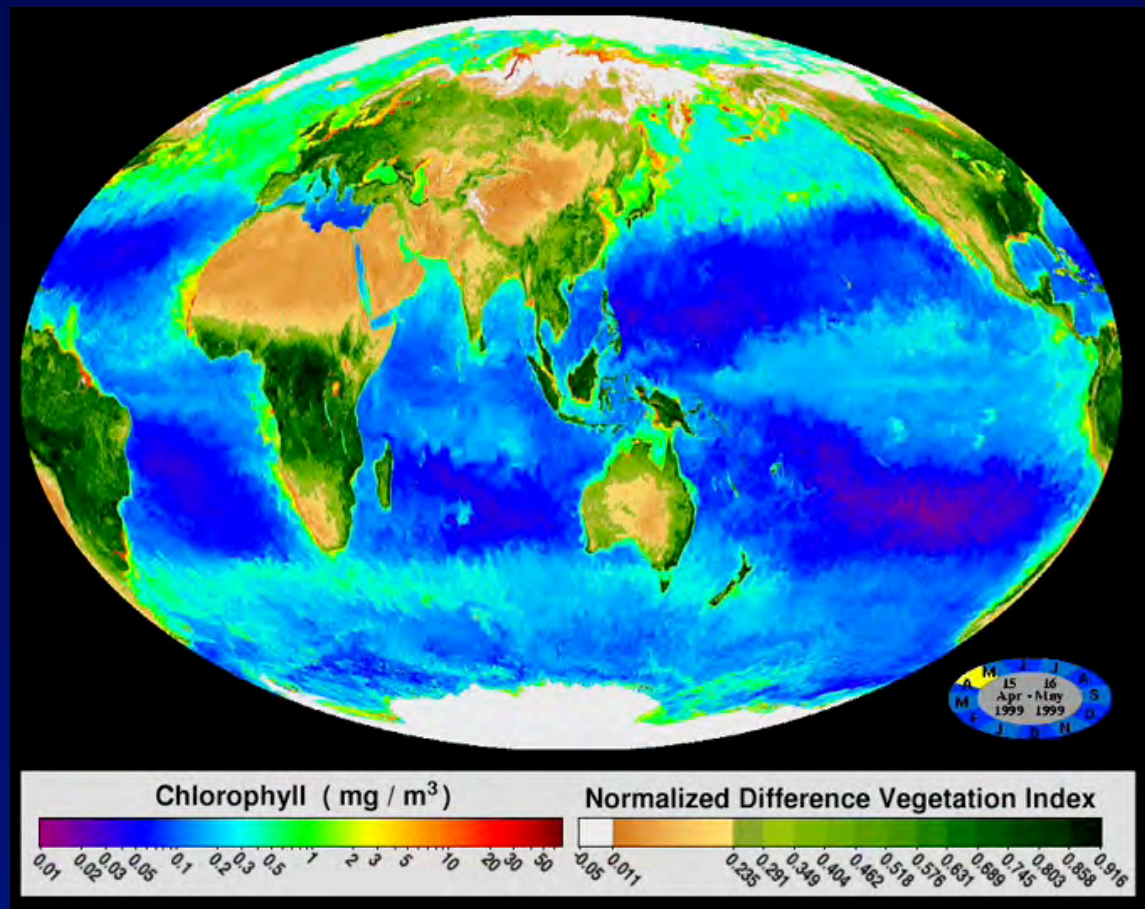 M J J A
A 15 16 S
M Apr - May O
F 1999 1999 N
J D
Chlorophyll ( mg / m³ )
0.01 0.02 0.03 0.05 0.1 0.2 0.3 0.5 1 2 3 5 10 20 30 50
Normalized Difference Vegetation Index
-0.05 0.011 0.235 0.291 0.349 0.404 0.462 0.518 0.576 0.631 0.689 0.745 0.803 0.858 0.916